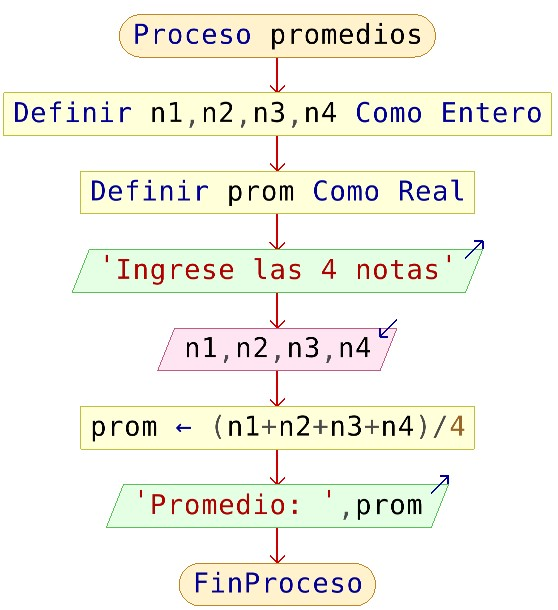 Proceso promedios
Definir n1,n2,n3,n4 Como Entero
Definir prom Como Real
'Ingrese las 4 notas'
n1,n2,n3,n4
prom ← (n1+n2+n3+n4)/4
'Promedio: ',prom
FinProceso